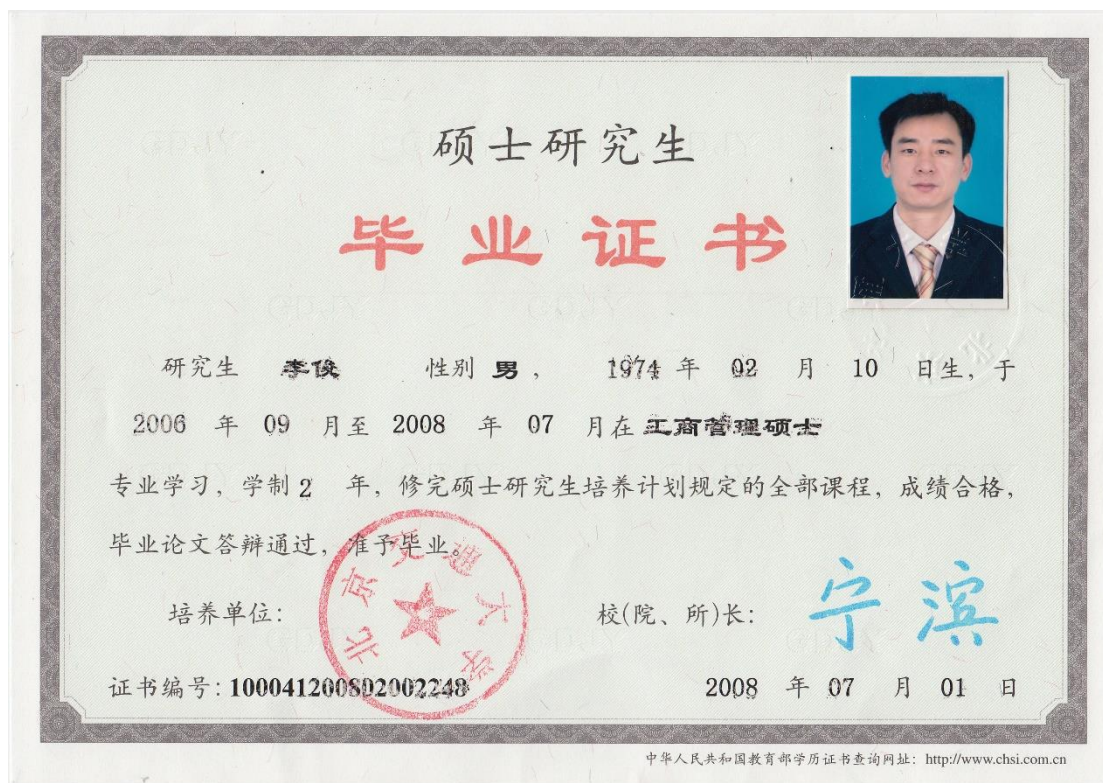 硕士研究生
毕业证书
研究生 李俊 性别 男, 1974 年 02 月 10 日生, 于
2006 年 09 月至 2008 年 07 月在 工商管理硕士
专业学习, 学制 2 年, 修完硕士研究生培养计划规定的全部课程, 成绩合格,
毕业论文答辩通过, 准予毕业。
北京交通大学
培养单位: 校(院、所)长: 宁滨
证书编号: 100041200802002248 2008 年 07 月 01 日
中华人民共和国教育部学历证书查询网址: http://www.chsi.com.cn